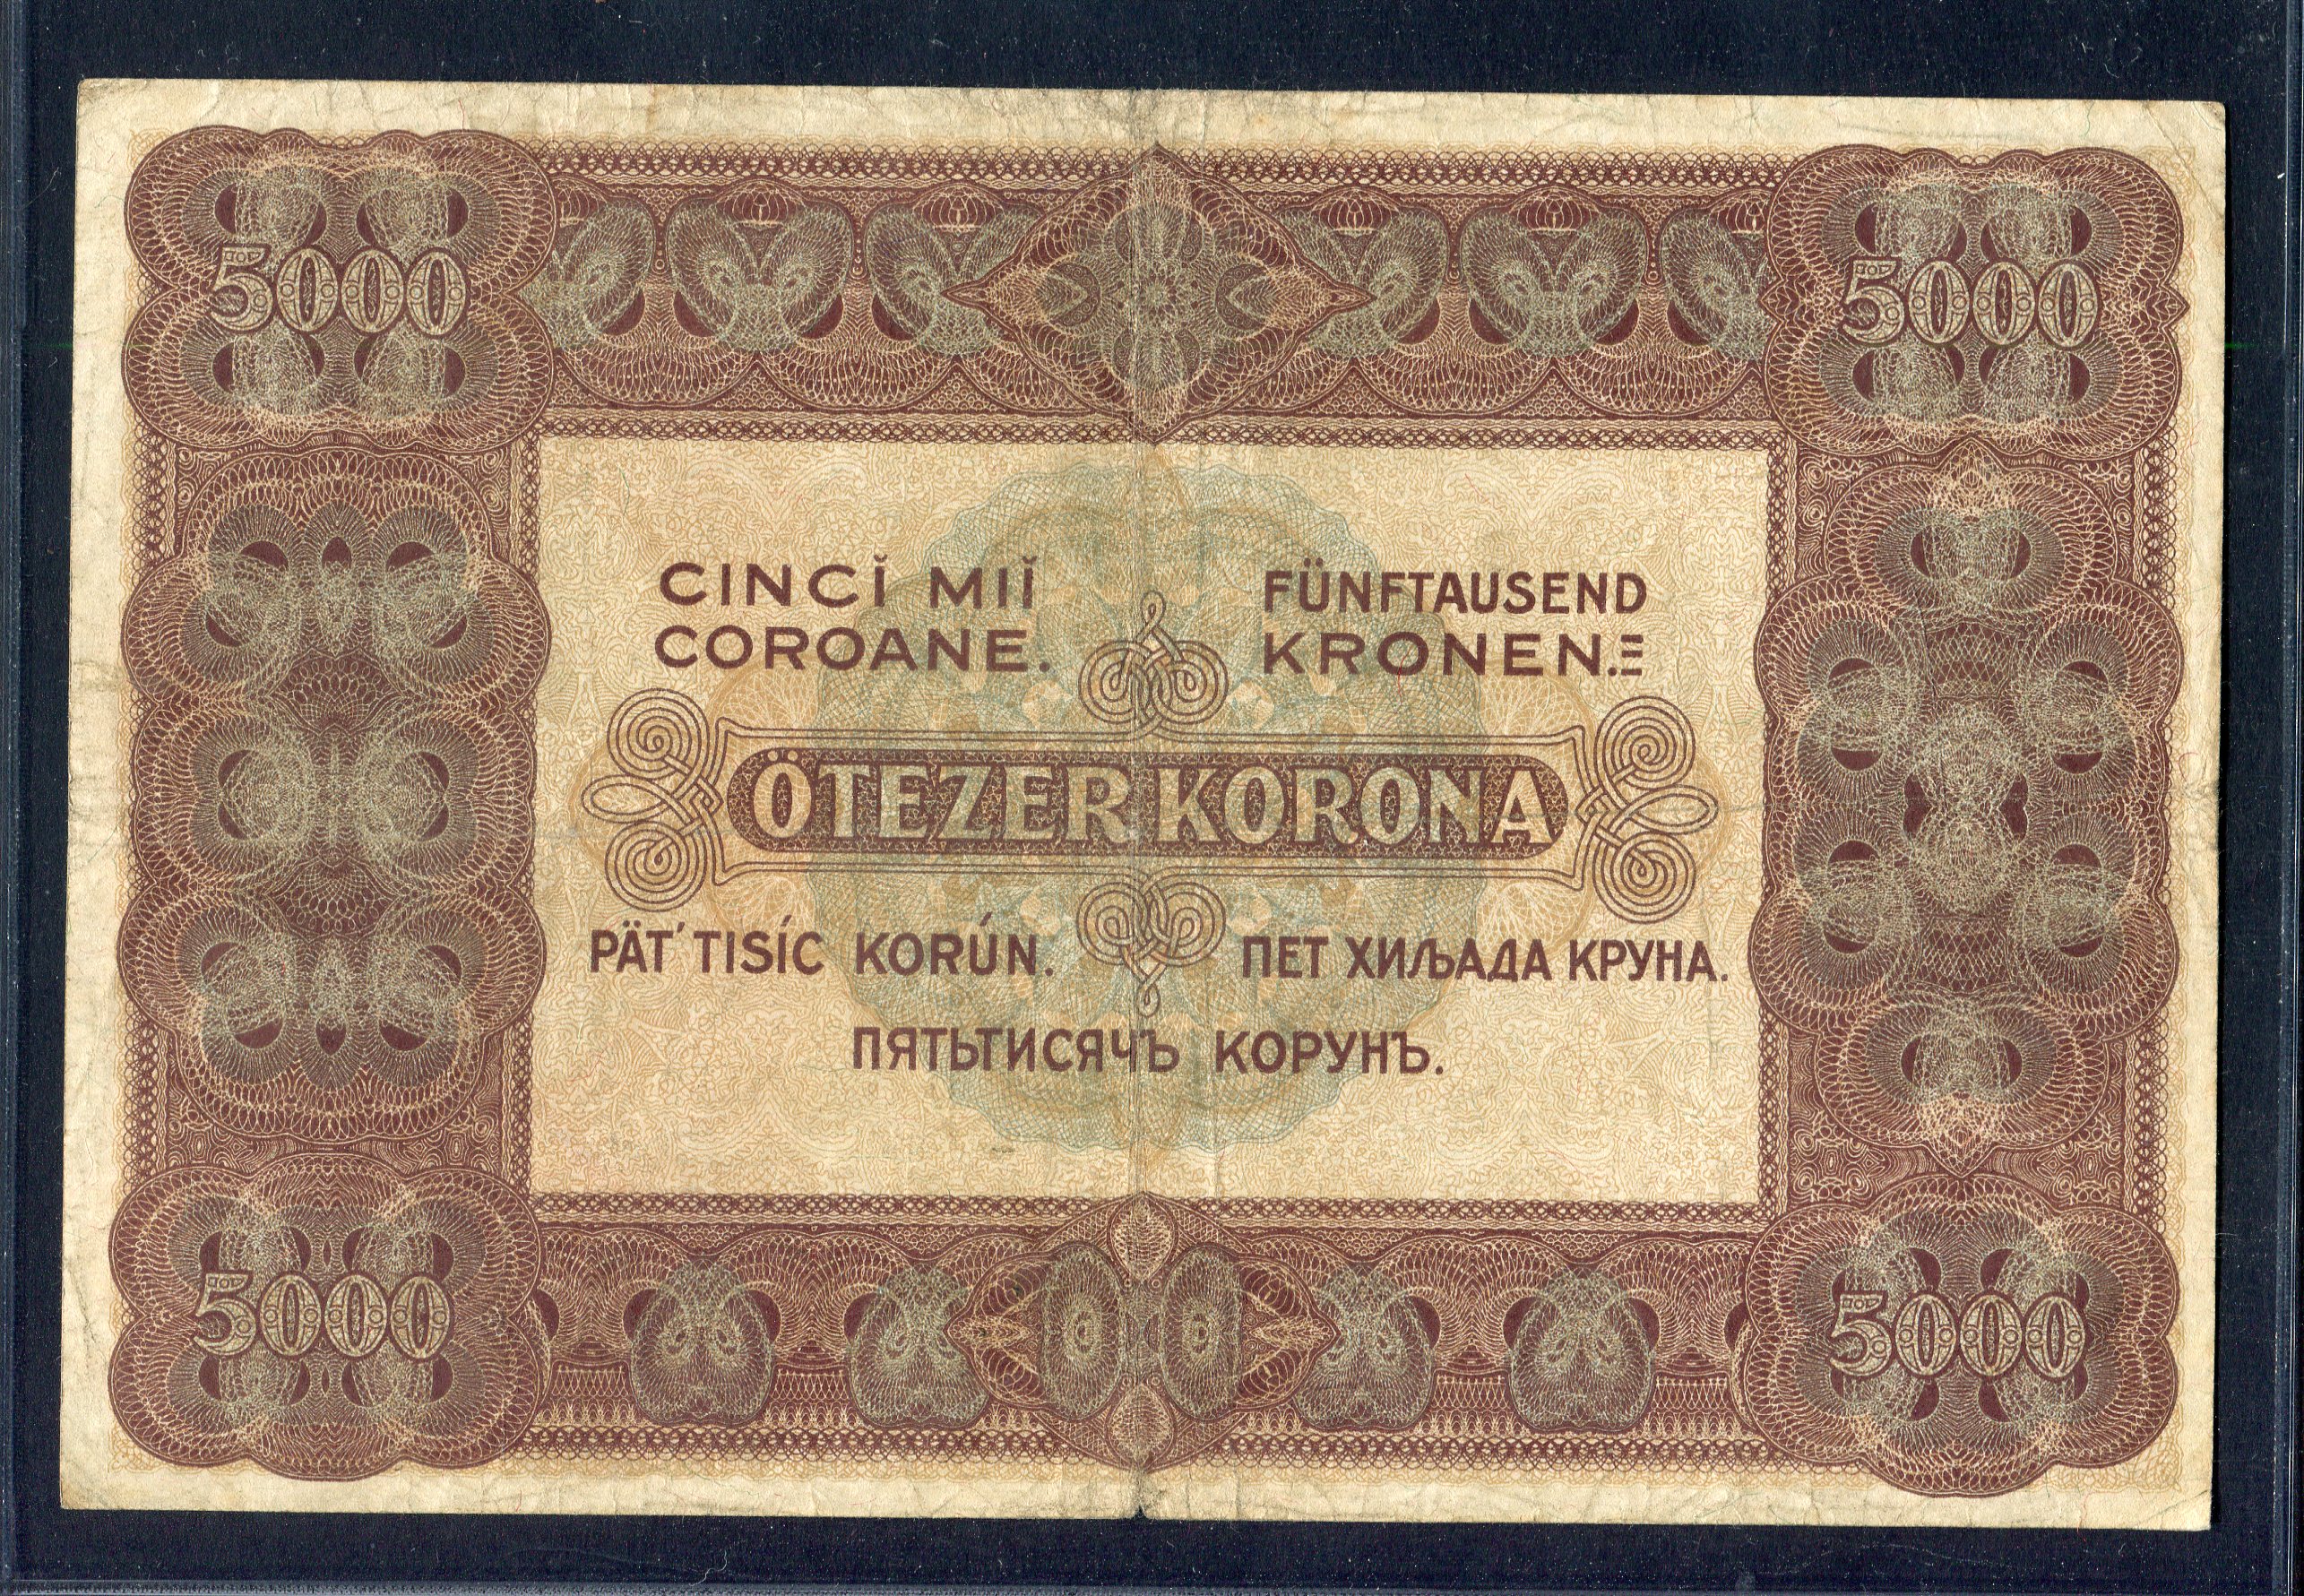 5000
5000
CINCĬ MIĬ
COROANE.
FÜNFTAUSEND
KRONEN.
ÖTEZER KORONA
PÄŤ TISÍC KORÚN.
ПЕТ ХИЉАДА КРУНА.
ПЯТЬТИСЯЧЪ КОРУНЪ.
5000
5000